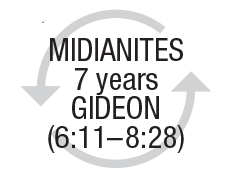 MIDIANITES
7 years
GIDEON
(6:11–8:28)